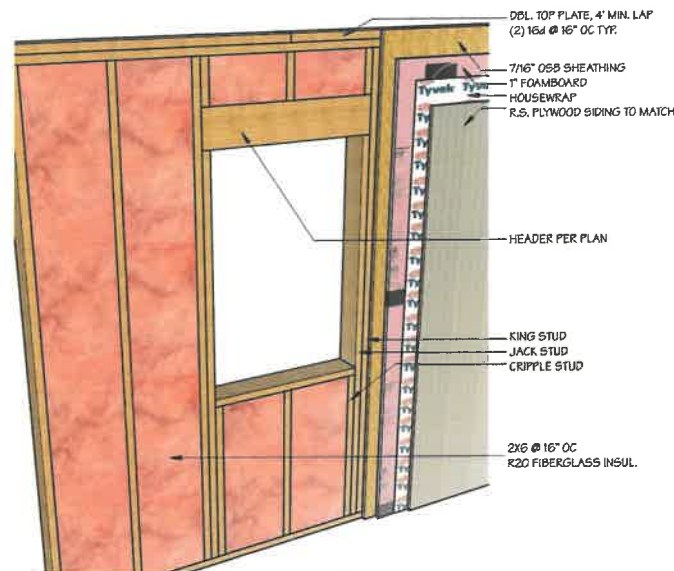 DBL. TOP PLATE, 4' MIN. LAP
(2) 16d @ 16" OC TYP.
7/16" OSB SHEATHING
1" FOAMBOARD
HOUSEWRAP
R.S. PLYWOOD SIDING TO MATCH
Tyvek Tyvek
HEADER PER PLAN
KING STUD
JACK STUD
CRIPPLE STUD
2X6 @ 16" OC
R20 FIBERGLASS INSUL.